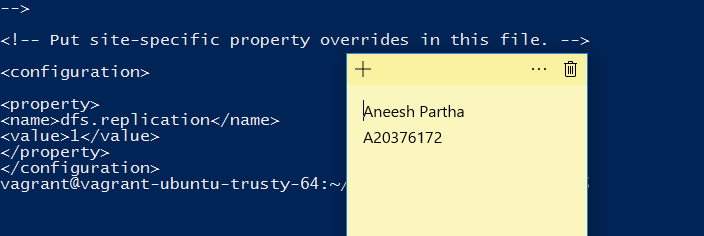 -->
<!-- Put site-specific property overrides in this file. -->
<configuration>
<property>
<name>dfs.replication</name>
<value>1</value>
</property>
</configuration>
vagrant@vagrant-ubuntu-trusty-64:~/
Aneesh Partha
A20376172